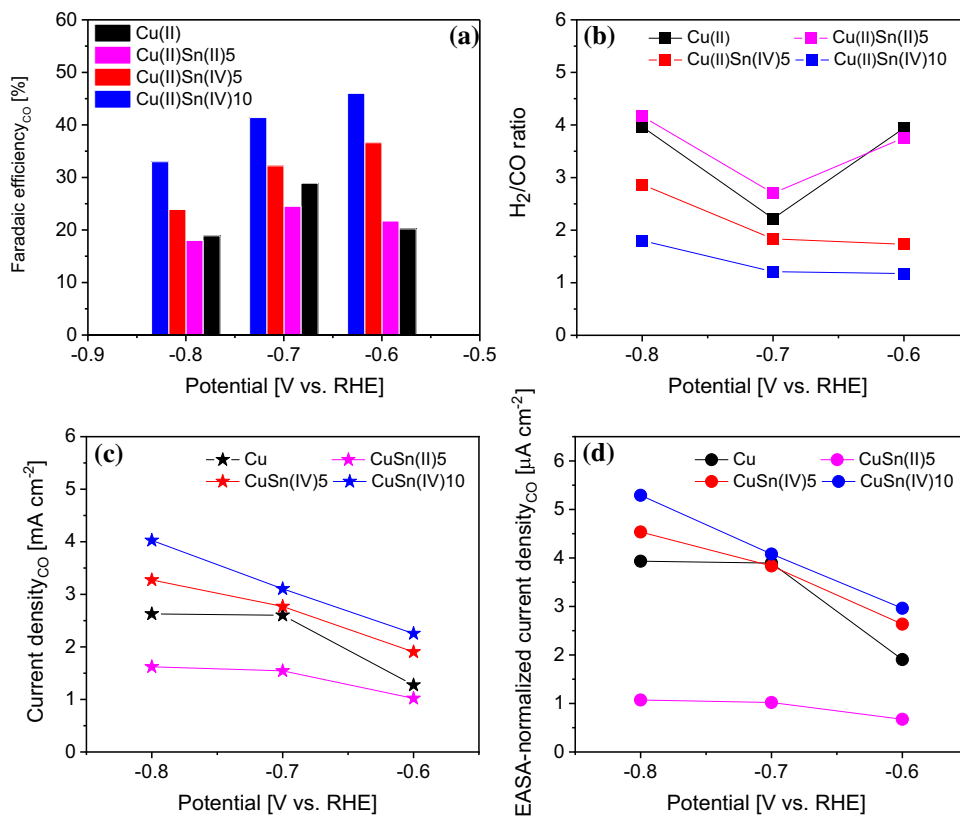 (a)
Cu(II)
Cu(II)Sn(II)5
Cu(II)Sn(IV)5
Cu(II)Sn(IV)10
Faradaic efficiencyCO [%]
60
50
40
30
20
10
0
-0.9 -0.8 -0.7 -0.6 -0.5
Potential [V vs. RHE]
(b)
Cu(II) Cu(II)Sn(II)5
Cu(II)Sn(IV)5 Cu(II)Sn(IV)10
H2/CO ratio
6
5
4
3
2
1
0
-0.8 -0.7 -0.6
Potential [V vs. RHE]
(c)
Cu CuSn(II)5
CuSn(IV)5 CuSn(IV)10
Current densityCO [mA cm-2]
6
5
4
3
2
1
0
-0.8 -0.7 -0.6
Potential [V vs. RHE]
(d)
Cu CuSn(II)5
CuSn(IV)5 CuSn(IV)10
EASA-normalized current densityCO [μA cm-2]
6
5
4
3
2
1
0
-0.8 -0.7 -0.6
Potential [V vs. RHE]